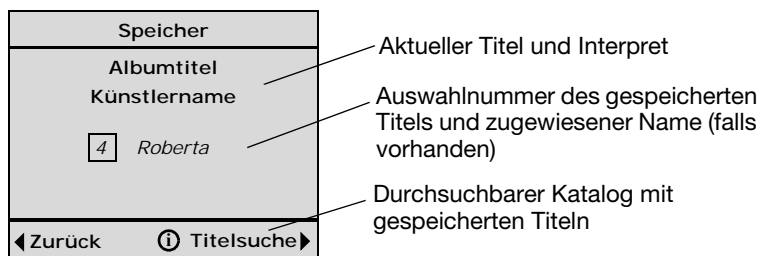 Speicher
Albumtitel
Künstlername
4 Roberta
Zurück ⓘ Titelsuche
Aktueller Titel und Interpret
Auswahlnummer des gespeicherten
Titels und zugewiesener Name (falls
vorhanden)
Durchsuchbarer Katalog mit
gespeicherten Titeln